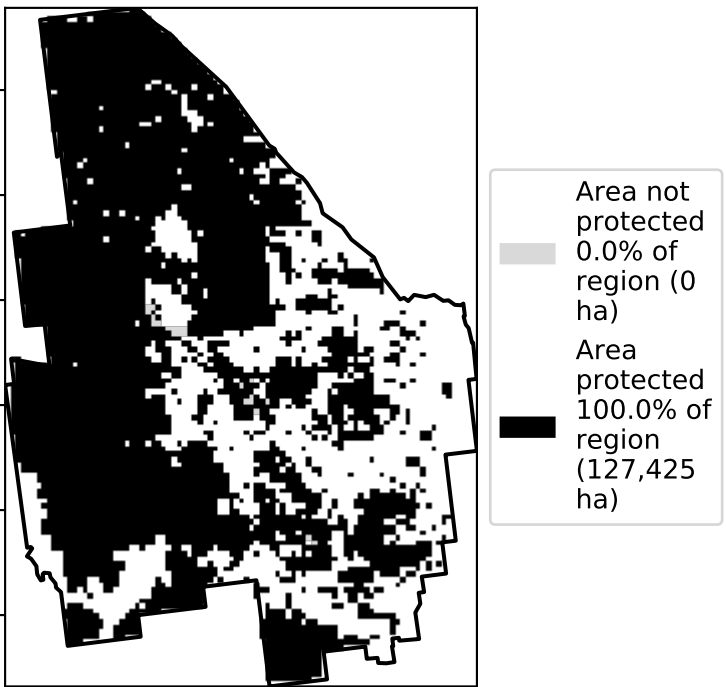 Area not
protected
0.0% of
region (0
ha)
Area
protected
100.0% of
region
(127,425
ha)